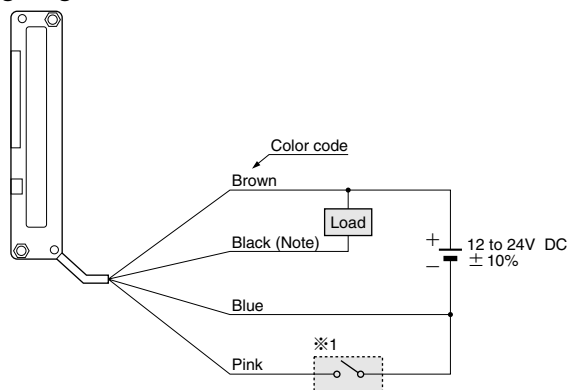 Color code
Brown
Load
Black (Note)
+
12 to 24V DC
−
± 10%
Blue
※1
Pink